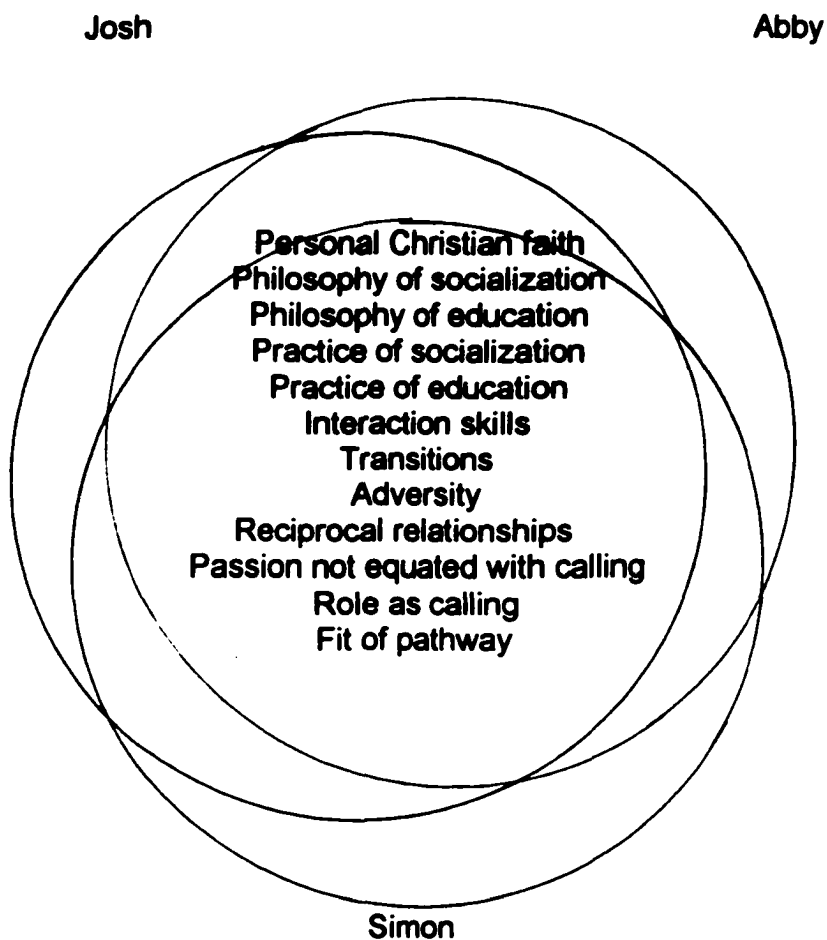 Josh Abby
Personal Christian faith
Philosophy of socialization
Philosophy of education
Practice of socialization
Practice of education
Interaction skills
Transitions
Adversity
Reciprocal relationships
Passion not equated with calling
Role as calling
Fit of pathway
Simon